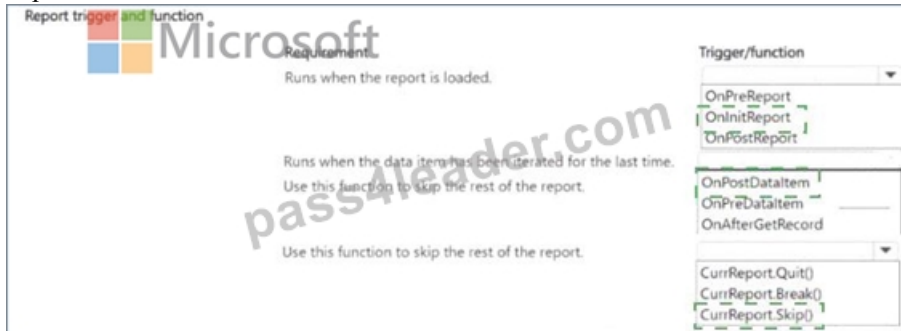 Report trigger and function
Microsoft
Requirement
Trigger/function
Runs when the report is loaded.
OnPreReport
OnInitReport
OnPostReport
Runs when the data item has been iterated for the last time.
Use this function to skip the rest of the report.
OnPostDataItem
OnPreDataItem
OnAfterGetRecord
Use this function to skip the rest of the report.
CurrReport.Quit()
CurrReport.Break()
CurrReport.Skip()
pass4leader.com